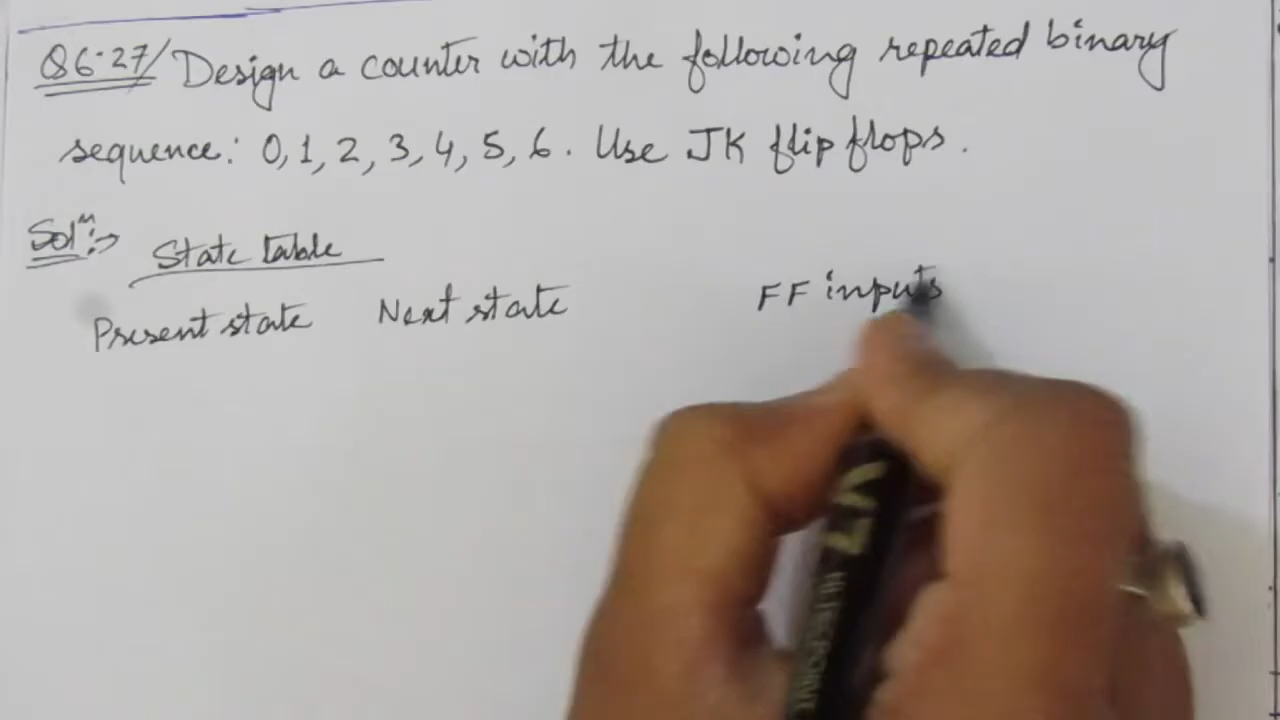 Q6.27/ Design a counter with the following repeated binary
sequence: 0, 1, 2, 3, 4, 5, 6. Use JK flip flops.
Solⁿ:->
State table
Present state Next state FF inputs
V7